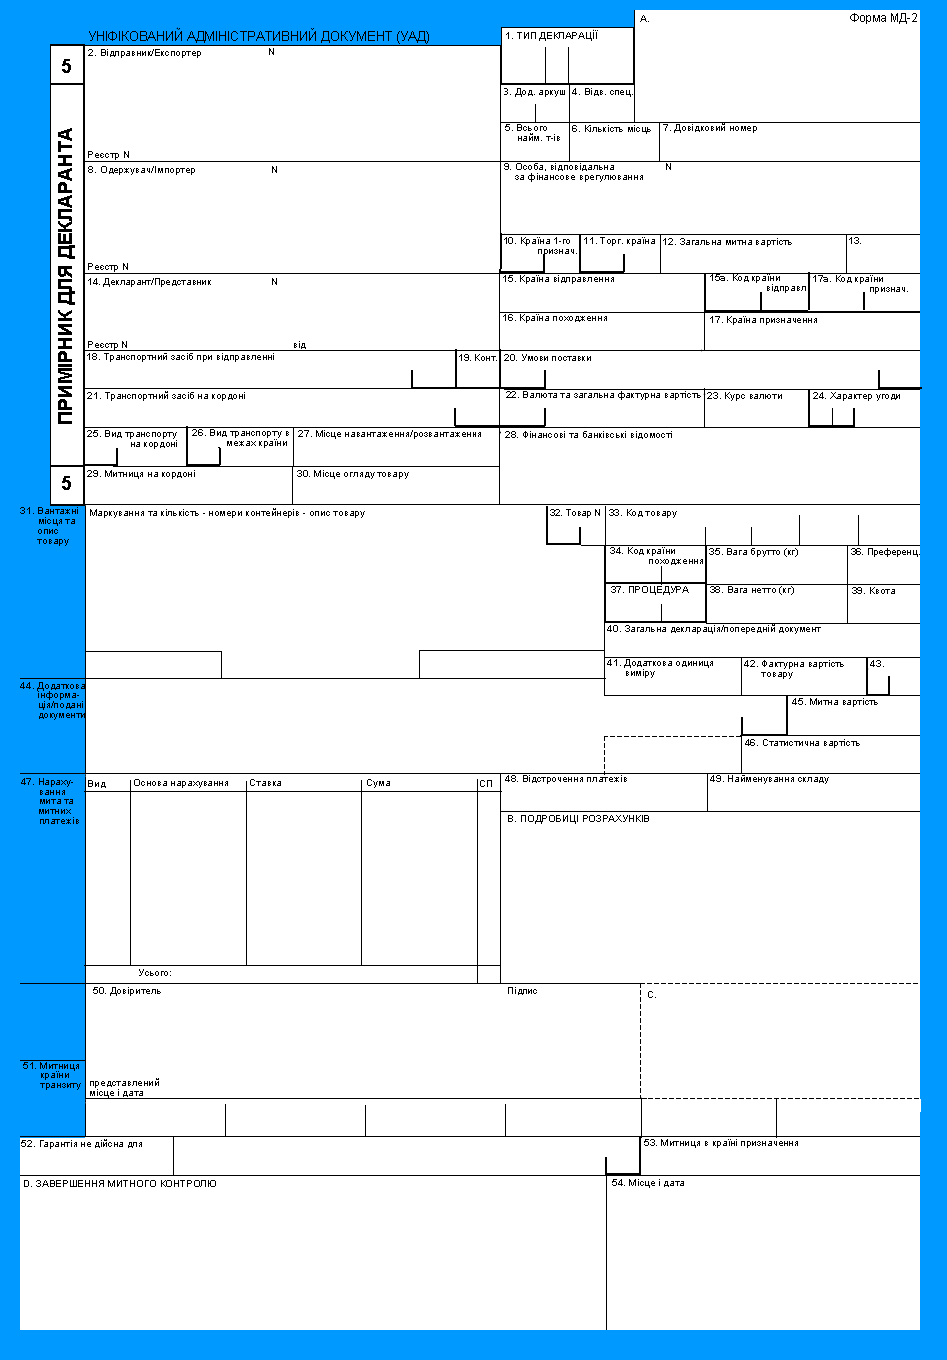 А.
Форма МД-2
УНІФІКОВАНИЙ АДМІНІСТРАТИВНИЙ ДОКУМЕНТ (УАД)
1. ТИП ДЕКЛАРАЦІЇ
5
ПРИМІРНИК ДЛЯ ДЕКЛАРАНТА
5
2. Відправник/Експортер N
Реєстр N
3. Дод. аркуш
4. Відв. спец.
5. Всього
найм. т-ів
6. Кількість місць
7. Довідковий номер
8. Одержувач/Імпортер N
Реєстр N
9. Особа, відповідальна N
за фінансове врегулювання
10. Країна 1-го
признач.
11. Торг. країна
12. Загальна митна вартість
13.
14. Декларант/Представник N
Реєстр N від
15. Країна відправлення
15а. Код країни
відправл.
17а. Код країни
признач.
16. Країна походження
17. Країна призначення
18. Транспортний засіб при відправленні
19. Конт.
20. Умови поставки
21. Транспортний засіб на кордоні
22. Валюта та загальна фактурна вартість
23. Курс валюти
24. Характер угоди
25. Вид транспорту
на кордоні
26. Вид транспорту в
межах країни
27. Місце навантаження/розвантаження
28. Фінансові та банківські відомості
29. Митниця на кордоні
30. Місце огляду товару
31. Вантажні
місця та
опис
товару
Маркування та кількість - номери контейнерів - опис товару
32. Товар N
33. Код товару
34. Код країни
походження
35. Вага брутто (кг)
36. Преференц.
37. ПРОЦЕДУРА
38. Вага нетто (кг)
39. Квота
40. Загальна декларація/попередній документ
41. Додаткова одиниця
виміру
42. Фактурна вартість
товару
43.
44. Додаткова
інформа-
ція/подані
документи
45. Митна вартість
46. Статистична вартість
47. Нараху-
вання
мита та
митних
платежів
Вид
Основа нарахування
Ставка
Сума
СП
Усього:
48. Відстрочення платежів
49. Найменування складу
В. ПОДРОБИЦІ РОЗРАХУНКІВ
50. Довіритель
Підпис
С.
представлений
місце і дата
51. Митниця
країни
транзиту
52. Гарантія не дійсна для
53. Митниця в країні призначення
D. ЗАВЕРШЕННЯ МИТНОГО КОНТРОЛЮ
54. Місце і дата